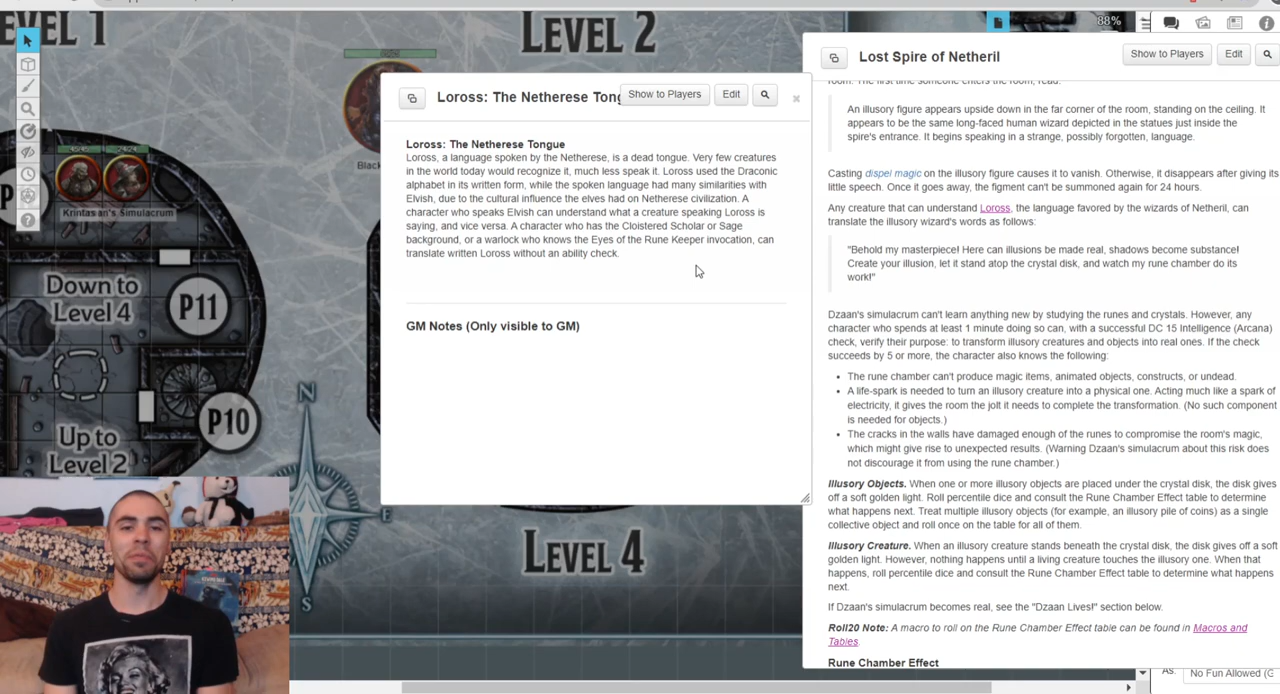 LEVEL 2
88%
Krintas an's Simulacrum
Down to
Level 4
P11
P10
Up to
Level 2
N
E
S
LEVEL 4
Loross: The Netherese Tong
Show to Players
Edit
Loross: The Netherese Tongue
Loross, a language spoken by the Netherese, is a dead tongue. Very few creatures
in the world today would recognize it, much less speak it. Loross used the Draconic
alphabet in its written form, while the spoken language had many similarities with
Elvish, due to the cultural influence the elves had on Netherese civilization. A
character who speaks Elvish can understand what a creature speaking Loross is
saying, and vice versa. A character who has the Cloistered Scholar or Sage
background, or a warlock who knows the Eyes of the Rune Keeper invocation, can
translate written Loross without an ability check.
GM Notes (Only visible to GM)
Lost Spire of Netheril
Show to Players
Edit
room. The first time someone enters the room, read:
An illusory figure appears upside down in the far corner of the room, standing on the ceiling. It
appears to be the same long-faced human wizard depicted in the statues just inside the
spire's entrance. It begins speaking in a strange, possibly forgotten, language.
Casting dispel magic on the illusory figure causes it to vanish. Otherwise, it disappears after giving its
little speech. Once it goes away, the figment can't be summoned again for 24 hours.
Any creature that can understand Loross, the language favored by the wizards of Netheril, can
translate the illusory wizard's words as follows:
"Behold my masterpiece! Here can illusions be made real, shadows become substance!
Create your illusion, let it stand atop the crystal disk, and watch my rune chamber do its
work!"
Dzaan's simulacrum can't learn anything new by studying the runes and crystals. However, any
character who spends at least 1 minute doing so can, with a successful DC 15 Intelligence (Arcana)
check, verify their purpose: to transform illusory creatures and objects into real ones. If the check
succeeds by 5 or more, the character also knows the following:
• The rune chamber can't produce magic items, animated objects, constructs, or undead.
• A life-spark is needed to turn an illusory creature into a physical one. Acting much like a spark of
electricity, it gives the room the jolt it needs to complete the transformation. (No such component
is needed for objects.)
• The cracks in the walls have damaged enough of the runes to compromise the room's magic,
which might give rise to unexpected results. (Warning Dzaan's simulacrum about this risk does
not discourage it from using the rune chamber.)
Illusory Objects. When one or more illusory objects are placed under the crystal disk, the disk gives
off a soft golden light. Roll percentile dice and consult the Rune Chamber Effect table to determine
what happens next. Treat multiple illusory objects (for example, an illusory pile of coins) as a single
collective object and roll once on the table for all of them.
Illusory Creature. When an illusory creature stands beneath the crystal disk, the disk gives off a soft
golden light. However, nothing happens until a living creature touches the illusory one. When that
happens, roll percentile dice and consult the Rune Chamber Effect table to determine what happens
next.
If Dzaan's simulacrum becomes real, see the "Dzaan Lives!" section below.
Roll20 Note: A macro to roll on the Rune Chamber Effect table can be found in Macros and
Tables.
Rune Chamber Effect
As:
No Fun Allowed (G